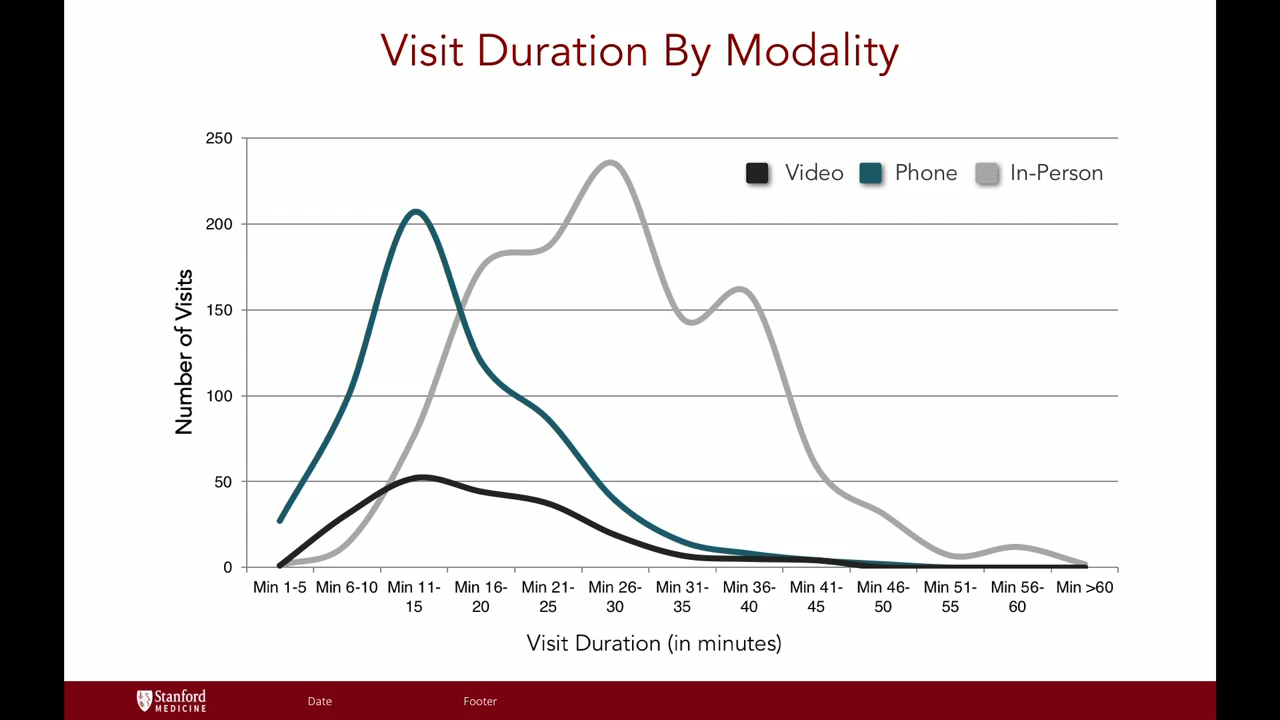 Visit Duration By Modality
250
200
150
100
50
0
Number of Visits
Video
Phone
In-Person
Min 1-5
Min 6-10
Min 11-
15
Min 16-
20
Min 21-
25
Min 26-
30
Min 31-
35
Min 36-
40
Min 41-
45
Min 46-
50
Min 51-
55
Min 56-
60
Min >60
Visit Duration (in minutes)
Stanford
MEDICINE
Date
Footer